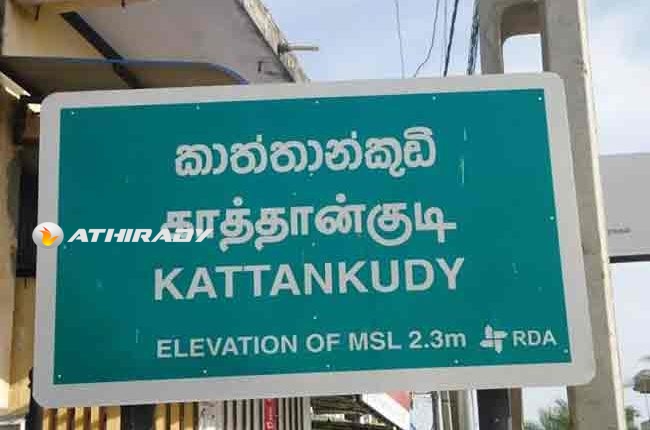 කාත්තාන්කුඩි
காத்தான்குடி
ATHIRADY
KATTANKUDY
ELEVATION OF MSL 2.3m RDA